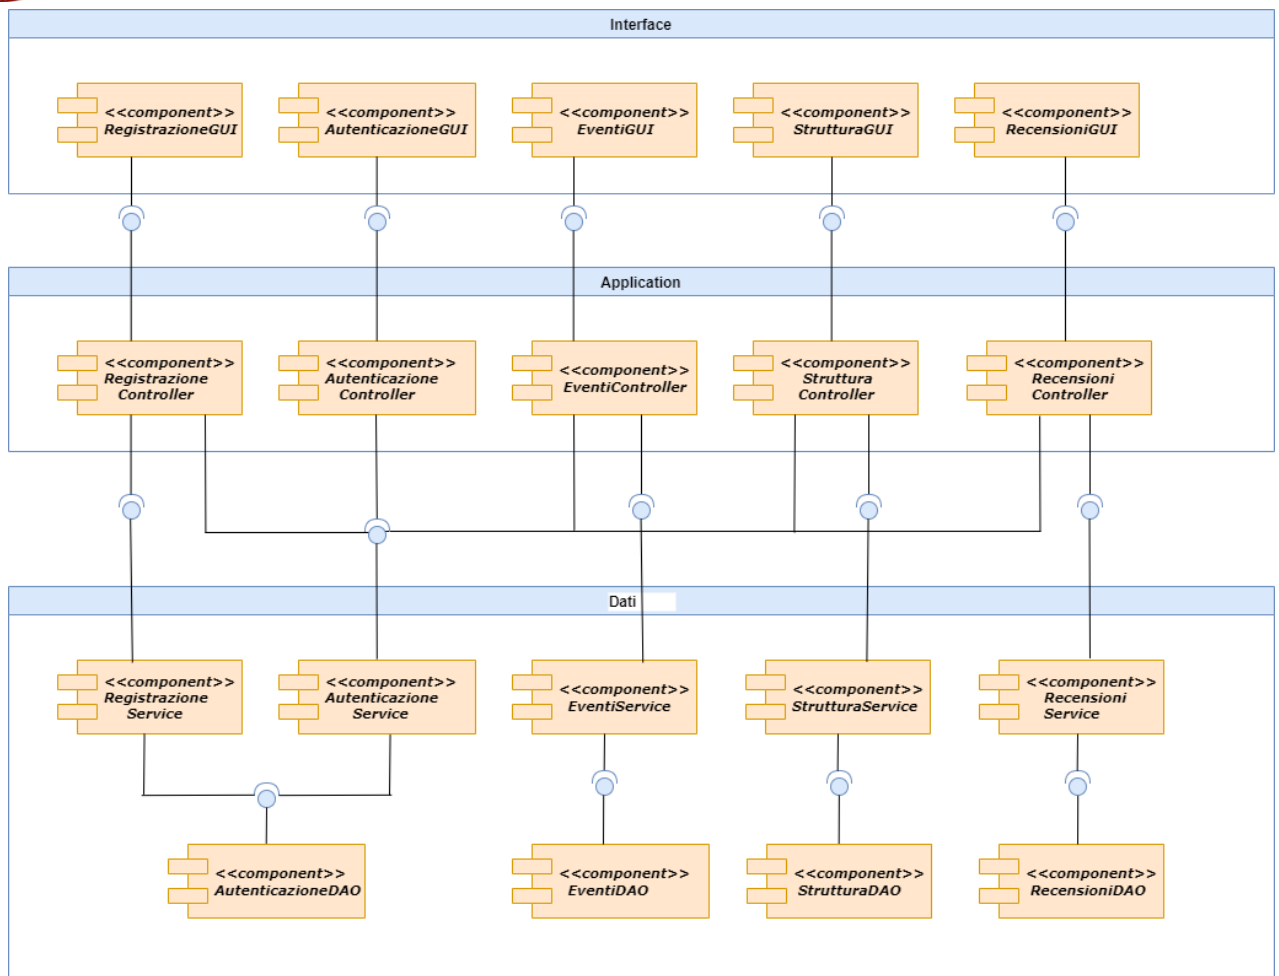 Interface
<<component>>
RegistrazioneGUI
<<component>>
AutenticazioneGUI
<<component>>
EventiGUI
<<component>>
StrutturaGUI
<<component>>
RecensioniGUI
Application
<<component>>
Registrazione
Controller
<<component>>
Autenticazione
Controller
<<component>>
EventiController
<<component>>
Struttura
Controller
<<component>>
Recensioni
Controller
Dati
<<component>>
Registrazione
Service
<<component>>
Autenticazione
Service
<<component>>
EventiService
<<component>>
StrutturaService
<<component>>
Recensioni
Service
<<component>>
AutenticazioneDAO
<<component>>
EventiDAO
<<component>>
StrutturaDAO
<<component>>
RecensioniDAO